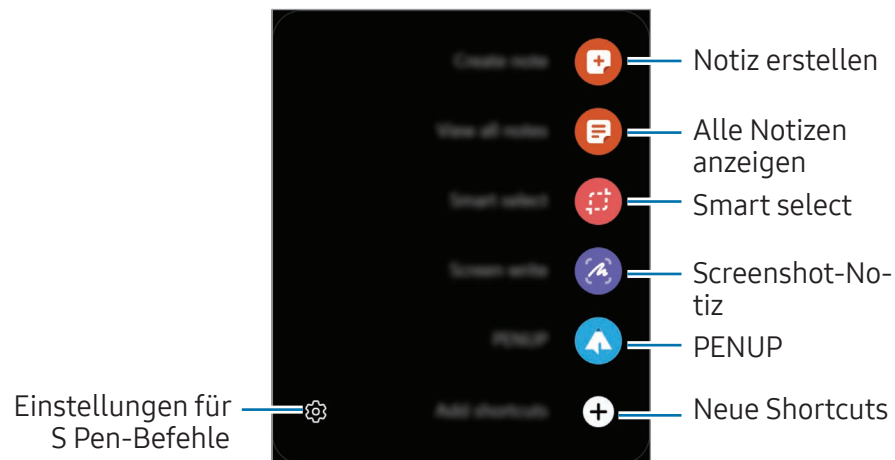 Create note
Notiz erstellen
View all notes
Alle Notizen
anzeigen
Smart select
Smart select
Screen write
Screenshot-No-
tiz
PENUP
PENUP
Einstellungen für
S Pen-Befehle
Add shortcuts
Neue Shortcuts